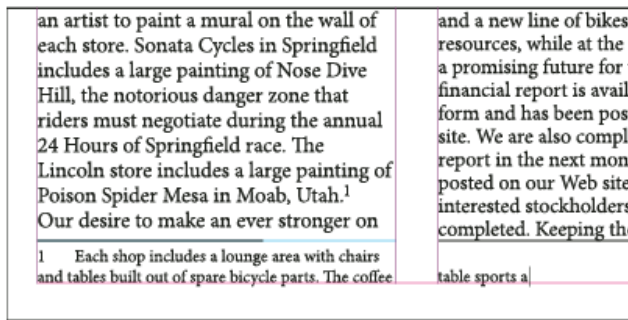 an artist to paint a mural on the wall of
each store. Sonata Cycles in Springfield
includes a large painting of Nose Dive
Hill, the notorious danger zone that
riders must negotiate during the annual
24 Hours of Springfield race. The
Lincoln store includes a large painting of
Poison Spider Mesa in Moab, Utah.1
Our desire to make an ever stronger on
1 Each shop includes a lounge area with chairs
and tables built out of spare bicycle parts. The coffee
and a new line of bikes
resources, while at the
a promising future for
financial report is avail
form and has been pos
site. We are also compl
report in the next mon
posted on our Web site
interested stockholders
completed. Keeping the
table sports a